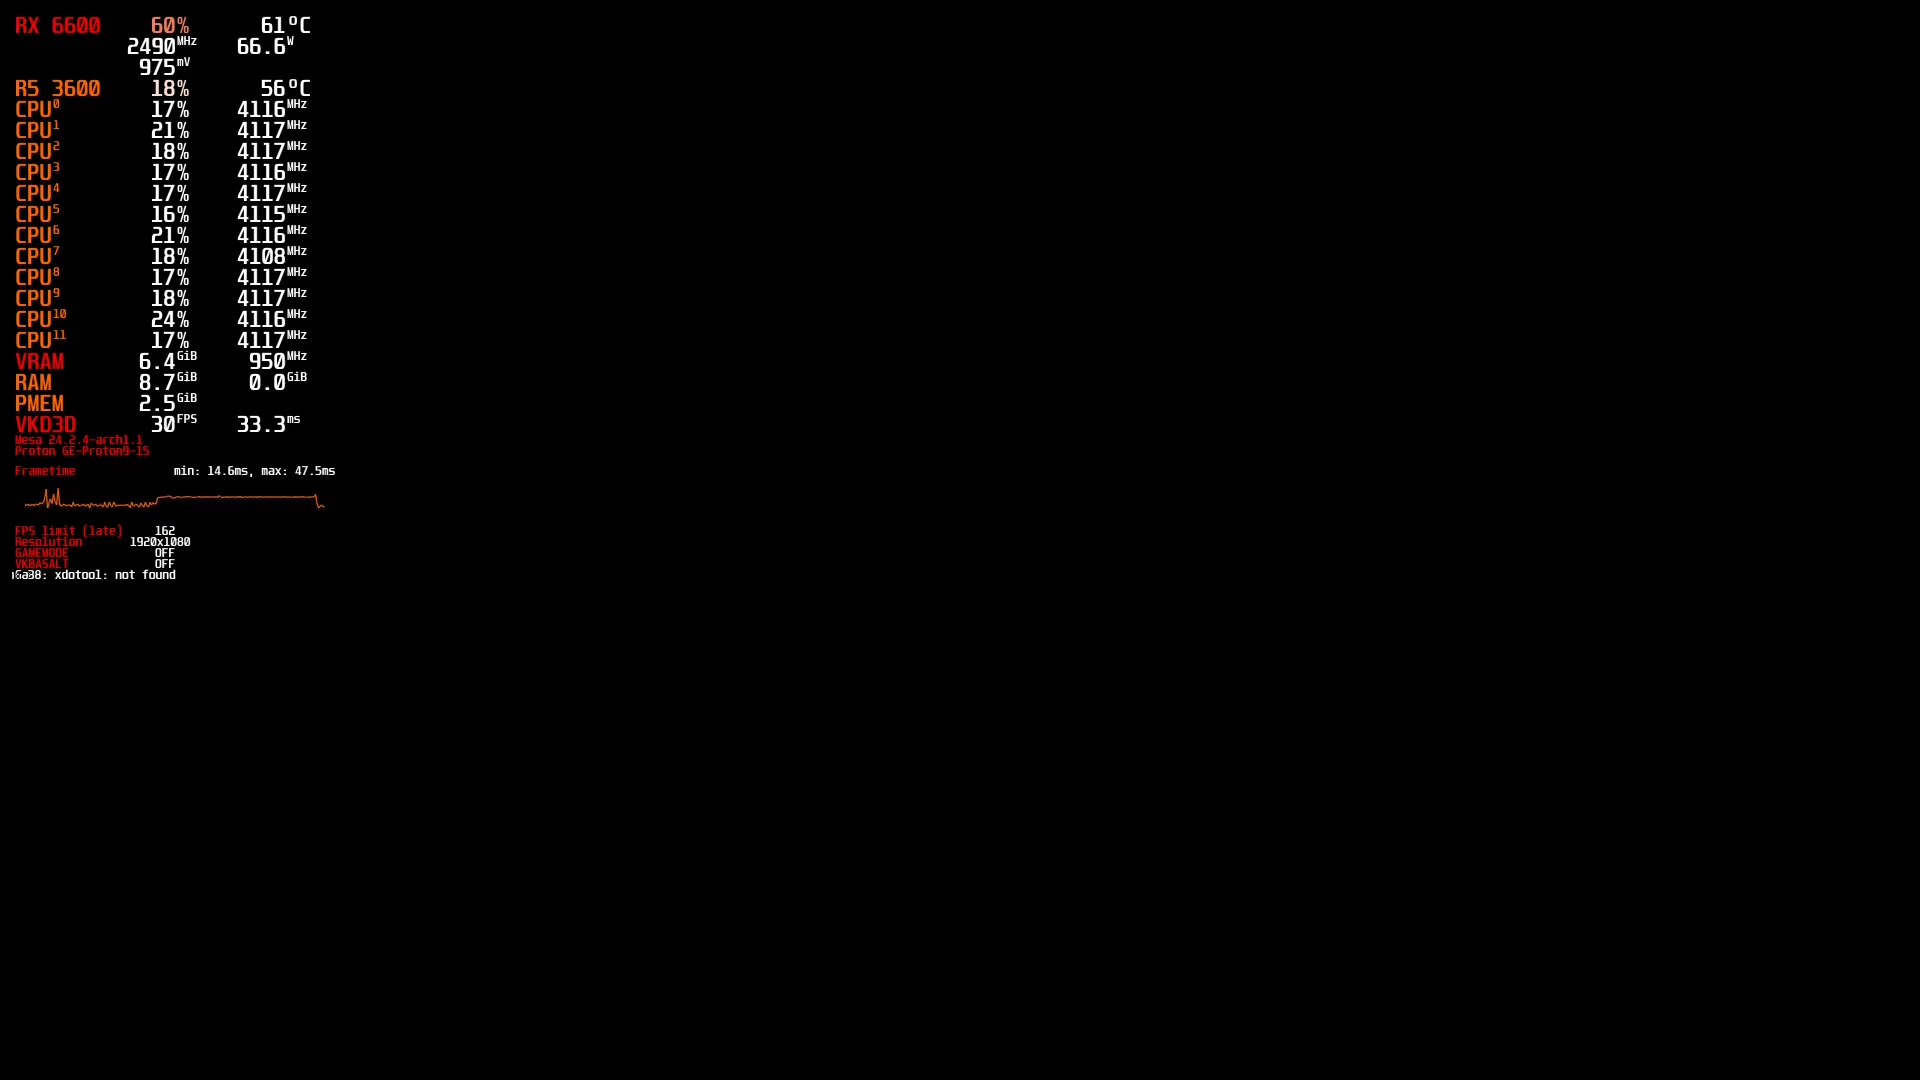 RX 6600 60% 61°C
2490MHz 66.6W
975mV
R5 3600 18% 56°C
CPU0 17% 4116MHz
CPU1 21% 4117MHz
CPU2 18% 4117MHz
CPU3 17% 4116MHz
CPU4 17% 4117MHz
CPU5 16% 4115MHz
CPU6 21% 4116MHz
CPU7 18% 4108MHz
CPU8 17% 4117MHz
CPU9 18% 4117MHz
CPU10 24% 4116MHz
CPU11 17% 4117MHz
VRAM 6.4GiB 950MHz
RAM 8.7GiB 0.0GiB
PMEM 2.5GiB
VKD3D 30FPS 33.3ms
Mesa 24.2.4-arch1.1
Proton GE-Proton9-15
Frametime min: 14.6ms, max: 47.5ms
FPS limit (late) 162
Resolution 1920x1080
GAMEMODE OFF
VKBASALT OFF
xdotool: not found